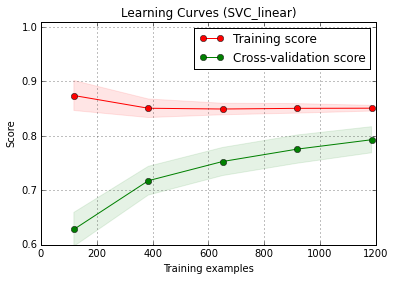 Learning Curves (SVC_linear)
Training score
Cross-validation score
Score
1.0
0.9
0.8
0.7
0.6
0 200 400 600 800 1000 1200
Training examples